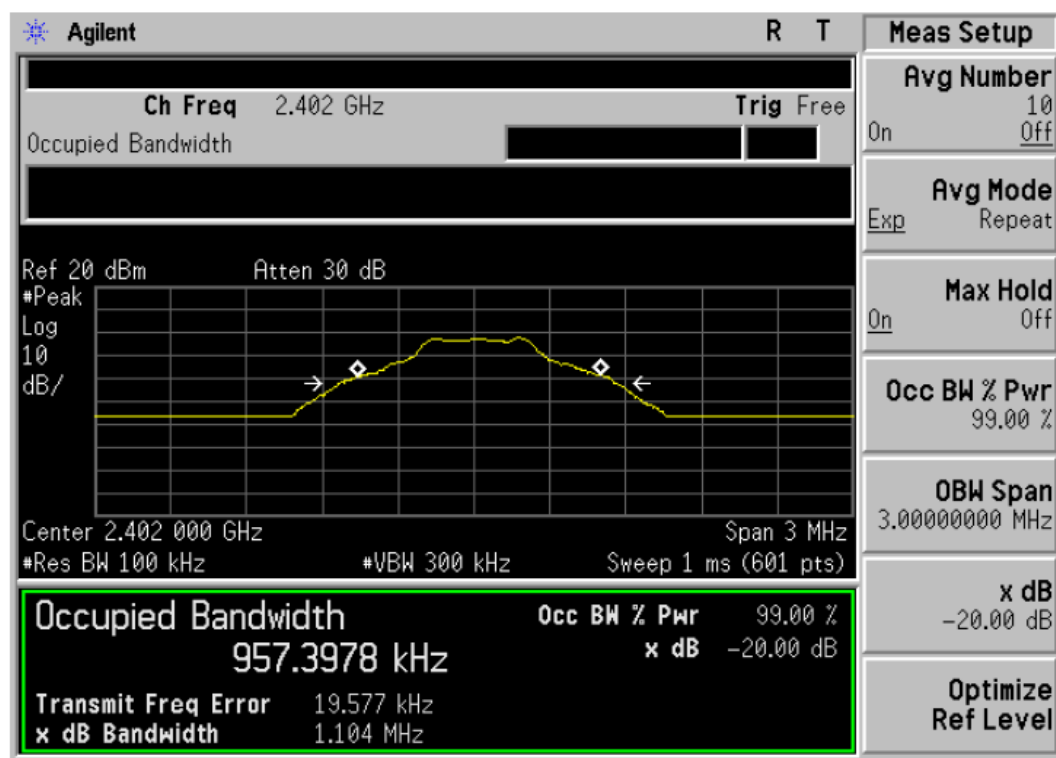 Agilent R T
Meas Setup
Ch Freq 2.402 GHz Trig Free
Occupied Bandwidth
Ref 20 dBm Atten 30 dB
#Peak
Log
10
dB/
Center 2.402 000 GHz Span 3 MHz
#Res BW 100 kHz #VBW 300 kHz Sweep 1 ms (601 pts)
Occupied Bandwidth
957.3978 kHz
Occ BW % Pwr 99.00 %
x dB -20.00 dB
Transmit Freq Error 19.577 kHz
x dB Bandwidth 1.104 MHz
Avg Number
10
On Off
Avg Mode
Exp Repeat
Max Hold
On Off
Occ BW % Pwr
99.00 %
OBW Span
3.00000000 MHz
x dB
-20.00 dB
Optimize
Ref Level